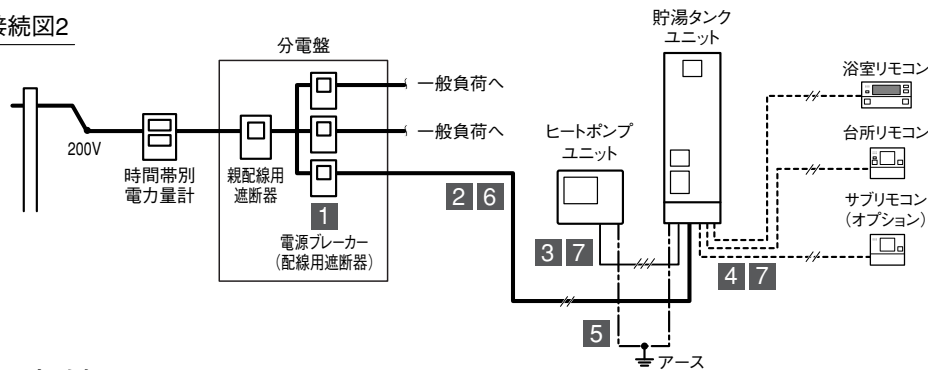 接続図2
分電盤
一般負荷へ
一般負荷へ
200V
時間帯別
電力量計
親配線用
遮断器
1
電源ブレーカー
(配線用遮断器)
2 6
ヒートポンプ
ユニット
3 7
貯湯タンク
ユニット
4 7
5
アース
浴室リモコン
台所リモコン
サブリモコン
(オプション)